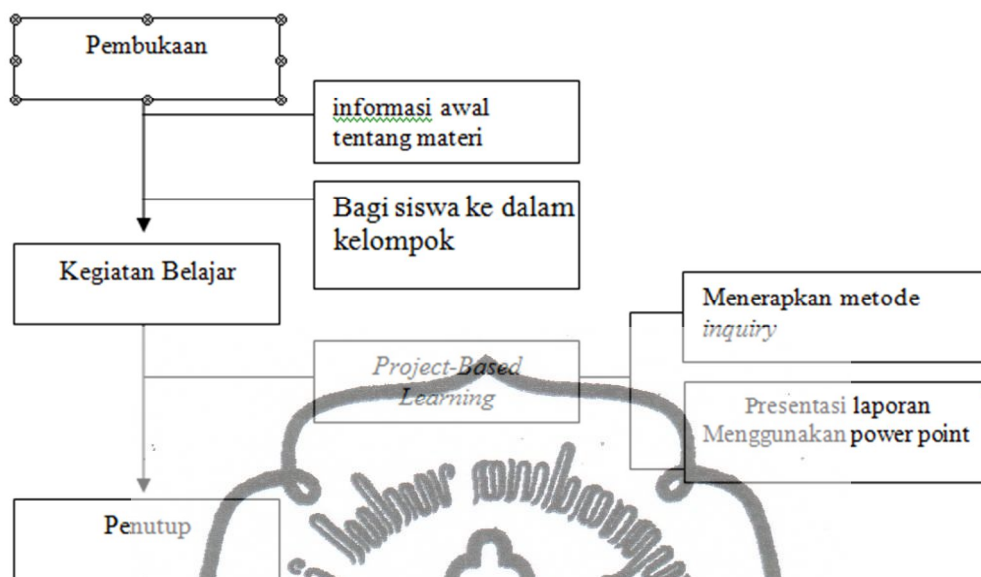 Pembukaan
informasi awal
tentang materi
Bagi siswa ke dalam
kelompok
Kegiatan Belajar
Menerapkan metode
inquiry
Project-Based
Learning
Presentasi laporan
Menggunakan power point
Penutup